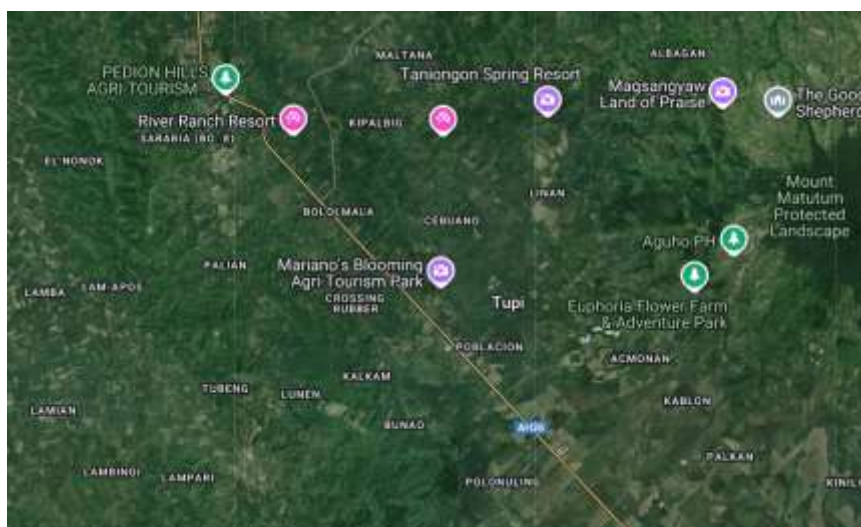 MALTANA
ALBAGAN
PEDION HILLS
AGRI-TOURISM
Taniongon Spring Resort
Magsangyaw
Land of Praise
The Good
Shepherd
River Ranch Resort
KIPALBIG
SARABIA (BO. 8)
EL NONOK
LINAN
Mount
Matutum
Protected
Landscape
BOLOLMALA
CEBUANO
Aguho PH
PALIAN
Mariano's Blooming
Agri Tourism Park
LAMBA
LAM-APOS
CROSSING
RUBBER
Tupi
Euphoria Flower Farm
& Adventure Park
POBLACION
ACMONAN
KALKAM
TUBENG
LUNEN
KABLON
LAMIAN
BUNAO
AH26
PALKAN
LAMBINGI
LAMPARI
POLONULING
KINIL